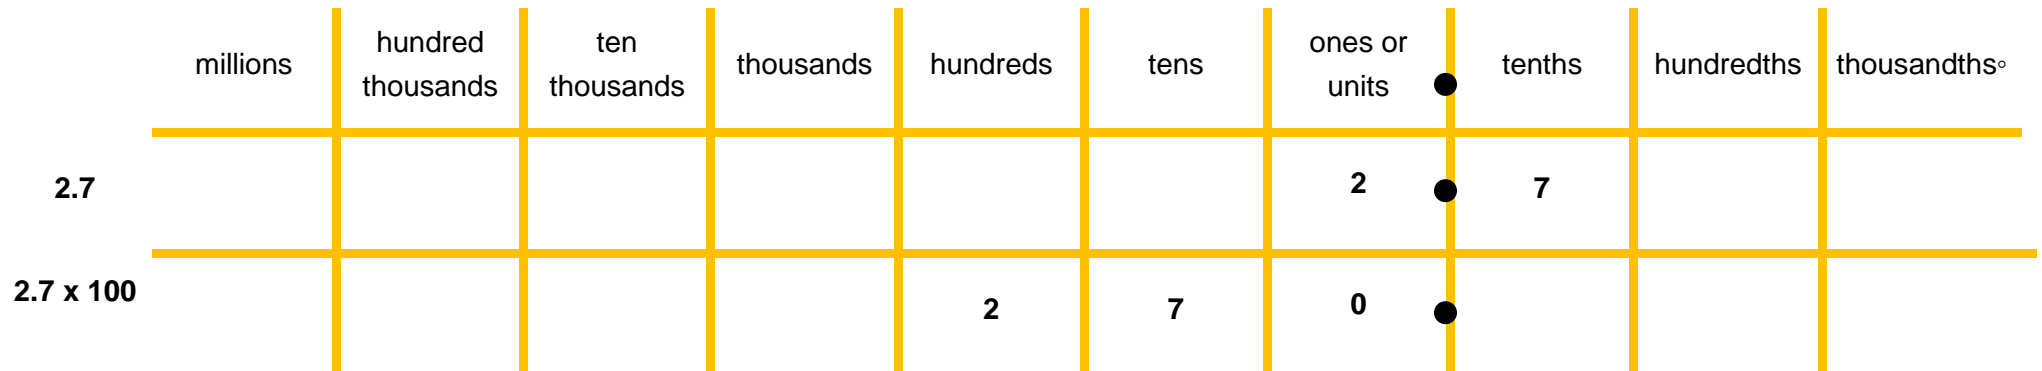 millions hundred thousands ten thousands thousands hundreds tens ones or units tenths hundredths thousandths◦
2.7 2 7
2.7 x 100 2 7 0